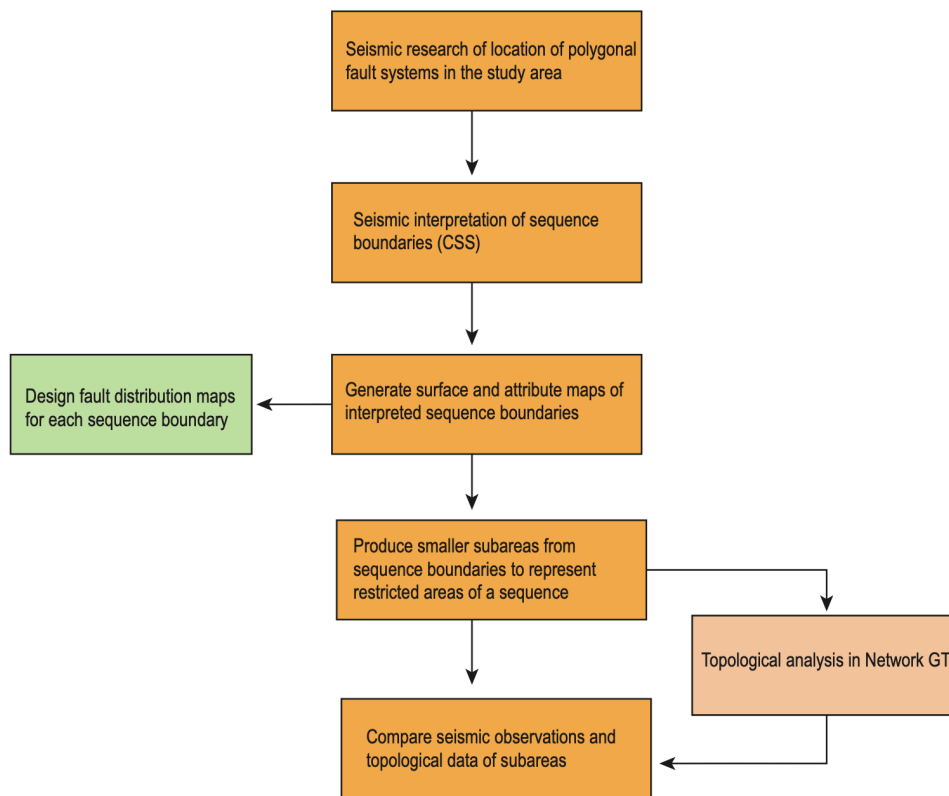 Seismic research of location of polygonal
fault systems in the study area
Seismic interpretation of sequence
boundaries (CSS)
Design fault distribution maps
for each sequence boundary
Generate surface and attribute maps of
interpreted sequence boundaries
Produce smaller subareas from
sequence boundaries to represent
restricted areas of a sequence
Topological analysis in Network GT
Compare seismic observations and
topological data of subareas